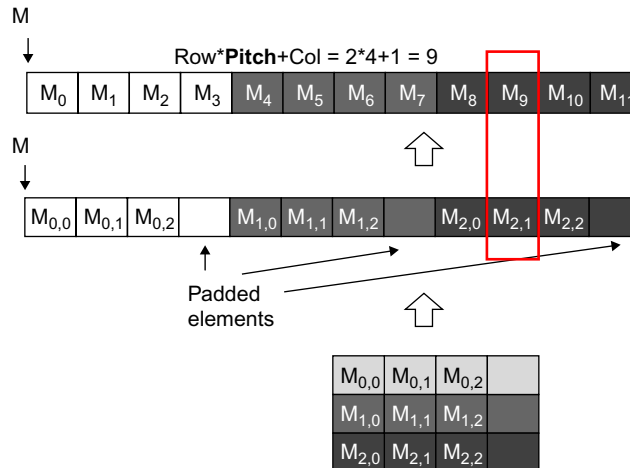 M
Row*Pitch+Col = 2*4+1 = 9
M0 M1 M2 M3 M4 M5 M6 M7 M8 M9 M10 M11
M
M0,0 M0,1 M0,2 M1,0 M1,1 M1,2 M2,0 M2,1 M2,2
Padded
elements
M0,0 M0,1 M0,2
M1,0 M1,1 M1,2
M2,0 M2,1 M2,2